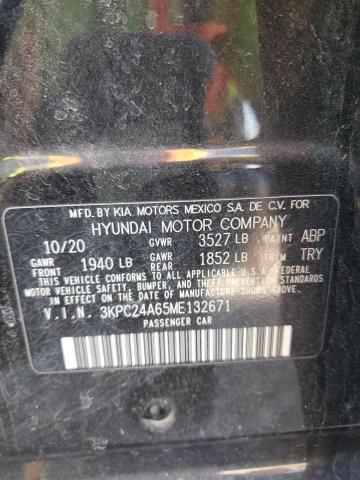 MFD. BY KIA MOTORS MEXICO S.A. DE C.V. FOR
HYUNDAI MOTOR COMPANY
10/20 GVWR 3527 LB PAINT ABP
GAWR FRONT 1940 LB GAWR REAR 1852 LB TRIM TRY
THIS VEHICLE CONFORMS TO ALL APPLICABLE U.S. FEDERAL
MOTOR VEHICLE SAFETY, BUMPER, AND THEFT PREVENTION STANDARDS
IN EFFECT ON THE DATE OF MANUFACTURE SHOWN ABOVE.
V.I.N. 3KPC24A65ME132671
PASSENGER CAR